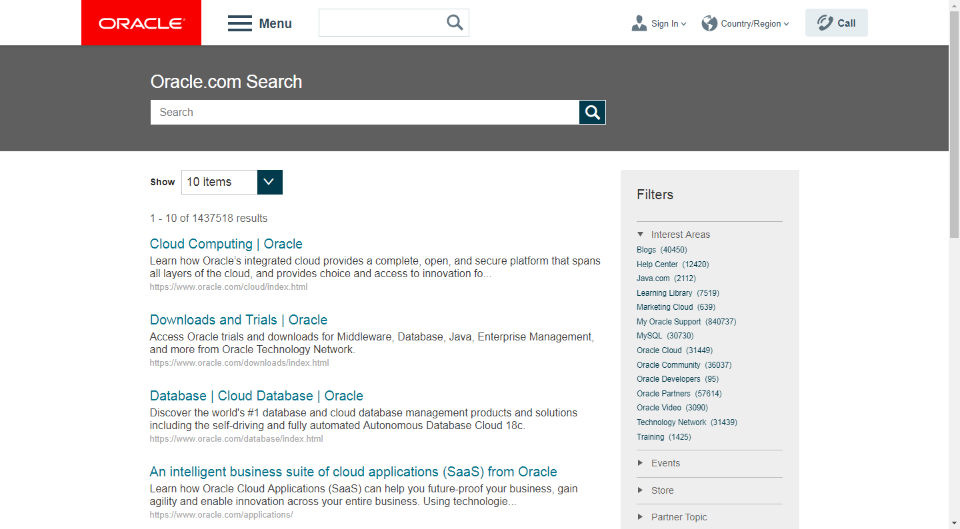 ORACLE
Menu
Sign In
Country/Region
Call
Oracle.com Search
Search
Show
10 items
1 - 10 of 1437518 results
Cloud Computing | Oracle
Learn how Oracle's integrated cloud provides a complete, open, and secure platform that spans
all layers of the cloud, and provides choice and access to innovation fo...
https://www.oracle.com/cloud/index.html
Downloads and Trials | Oracle
Access Oracle trials and downloads for Middleware, Database, Java, Enterprise Management,
and more from Oracle Technology Network.
https://www.oracle.com/downloads/index.html
Database | Cloud Database | Oracle
Discover the world's #1 database and cloud database management products and solutions
including the self-driving and fully automated Autonomous Database Cloud 18c.
https://www.oracle.com/database/index.html
An intelligent business suite of cloud applications (SaaS) from Oracle
Learn how Oracle Cloud Applications (SaaS) can help you future-proof your business, gain
agility and enable innovation across your entire business. Using technologie...
https://www.oracle.com/applications/
Filters
Interest Areas
Blogs (40450)
Help Center (12420)
Java.com (2112)
Learning Library (7519)
Marketing Cloud (639)
My Oracle Support (840737)
MySQL (30730)
Oracle Cloud (31449)
Oracle Community (36037)
Oracle Developers (95)
Oracle Partners (57614)
Oracle Video (3090)
Technology Network (31439)
Training (1425)
Events
Store
Partner Topic